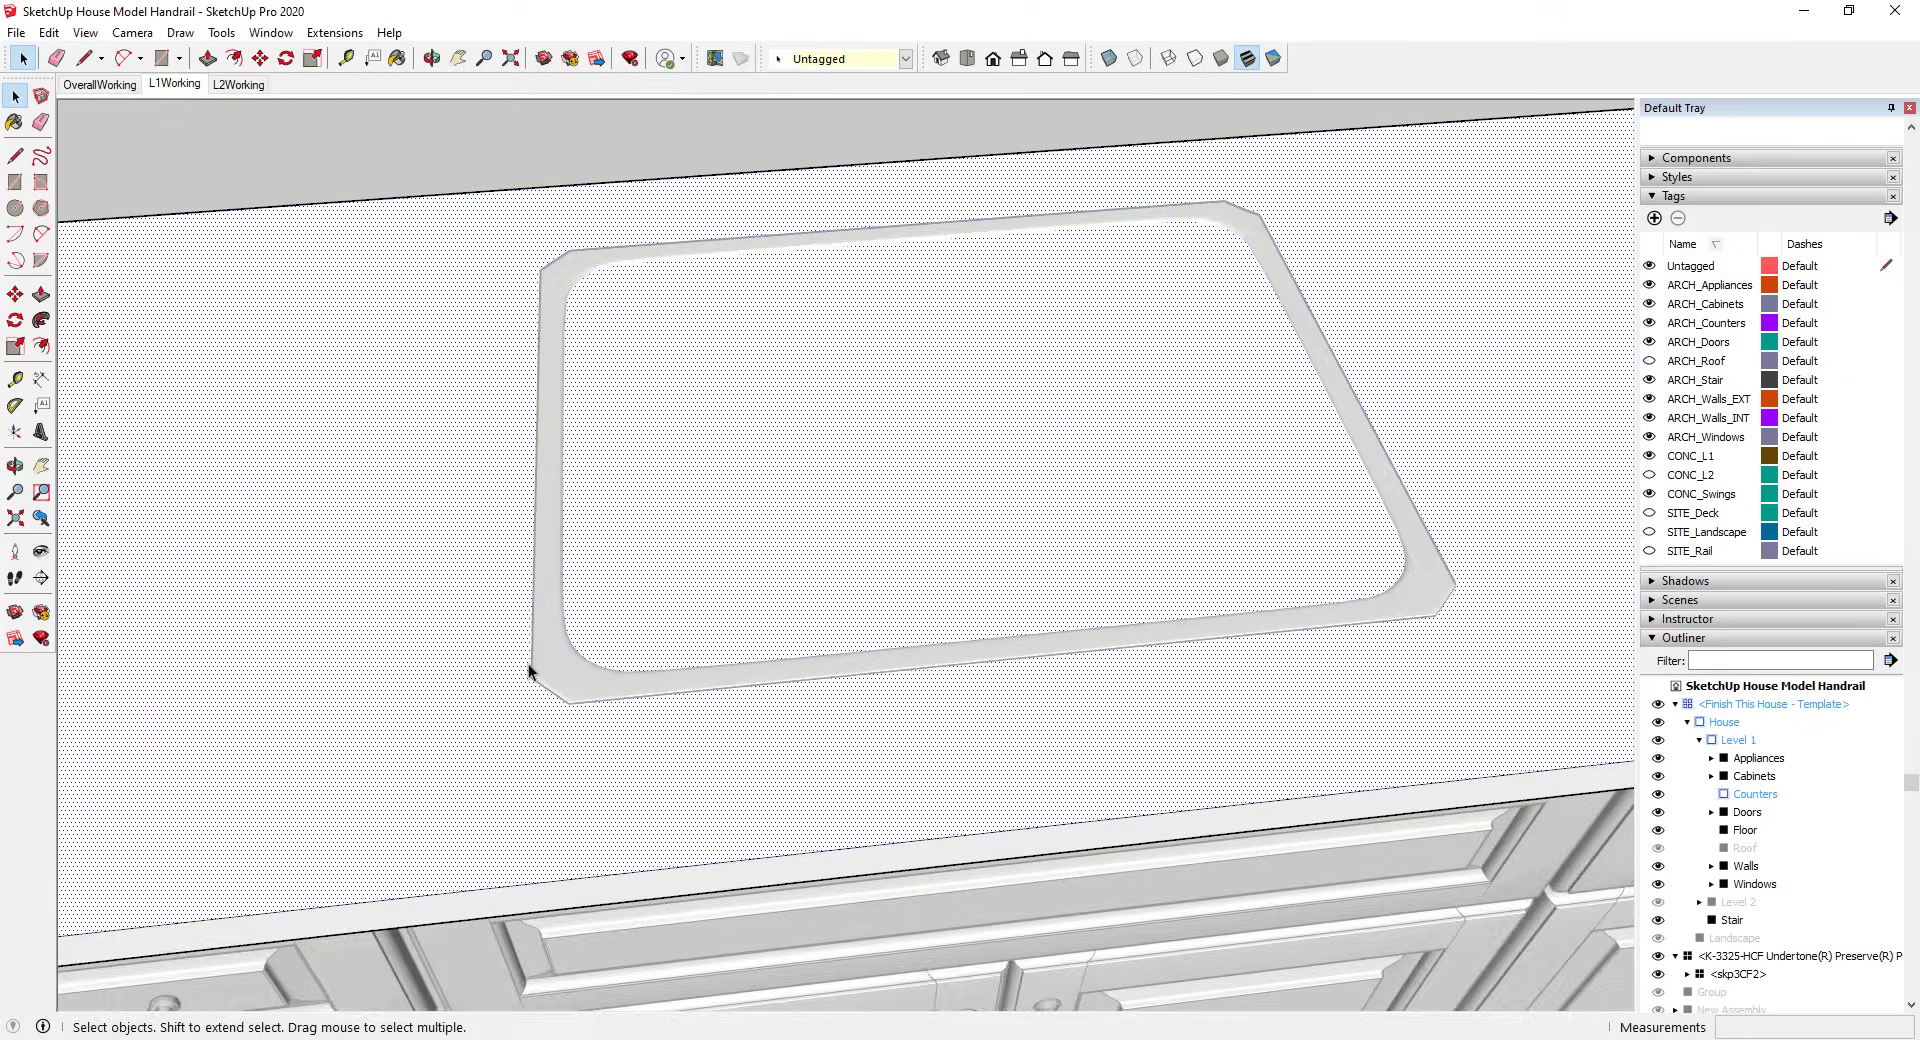 SketchUp House Model Handrail - SketchUp Pro 2020
File Edit View Camera Draw Tools Window Extensions Help
Untagged
OverallWorking L1Working L2Working
Default Tray
Components
Styles
Tags
Name Dashes
Untagged Default
ARCH_Appliances Default
ARCH_Cabinets Default
ARCH_Counters Default
ARCH_Doors Default
ARCH_Roof Default
ARCH_Stair Default
ARCH_Walls_EXT Default
ARCH_Walls_INT Default
ARCH_Windows Default
CONC_L1 Default
CONC_L2 Default
CONC_Swings Default
SITE_Deck Default
SITE_Landscape Default
SITE_Rail Default
Shadows
Scenes
Instructor
Outliner
Filter:
SketchUp House Model Handrail
<Finish This House - Template>
House
Level 1
Appliances
Cabinets
Counters
Doors
Floor
Roof
Walls
Windows
Level 2
Stair
Landscape
<K-3325-HCF Undertone(R) Preserve(R) P
<skp3CF2>
Group
New Assembly
Select objects. Shift to extend select. Drag mouse to select multiple.
Measurements